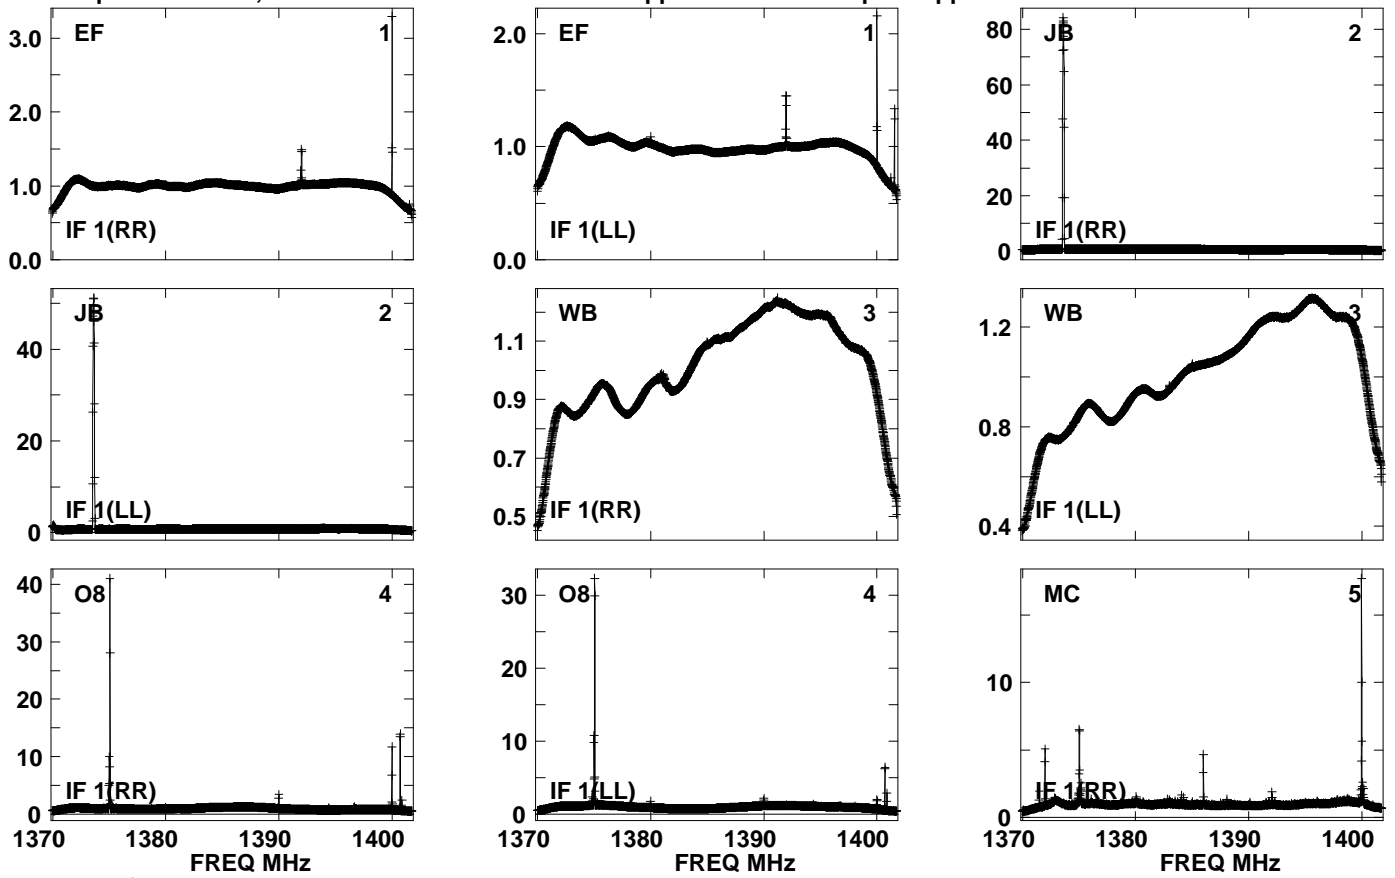 EF 1
3.0
2.0
1.0
0.0
IF 1(RR)
EF 1
2.0
1.0
0.0
IF 1(LL)
JB 2
80
60
40
20
0
IF 1(RR)
JB 2
40
20
0
IF 1(LL)
WB 3
1.1
0.9
0.7
0.5
IF 1(RR)
WB 3
1.2
0.8
0.4
IF 1(LL)
O8 4
40
30
20
10
0
IF 1(RR)
1370 1380 1390 1400
FREQ MHz
O8 4
30
20
10
0
IF 1(LL)
1370 1380 1390 1400
FREQ MHz
MC 5
10
0
IF 1(RR)
1370 1380 1390 1400
FREQ MHz